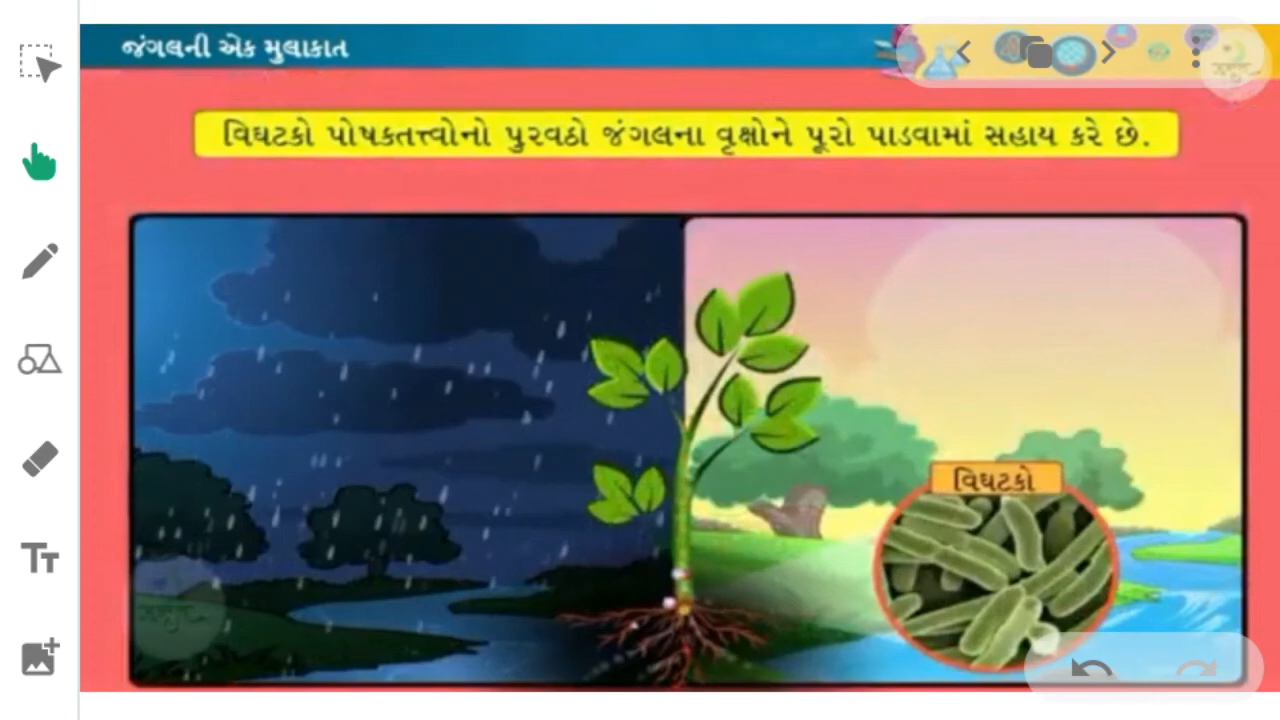 જંગલની એક મુલાકાત
વિઘટકો પોષકતત્ત્વોનો પુરવઠો જંગલના વૃક્ષોને પૂરો પાડવામાં સહાય કરે છે.
વિઘટકો